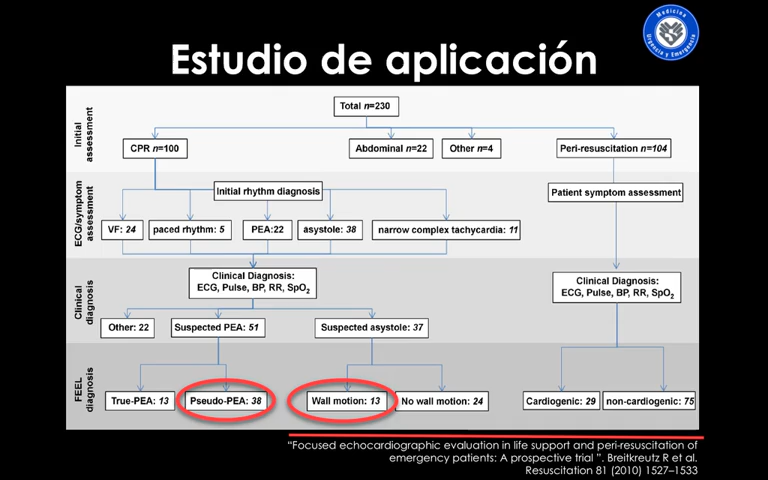 Medicina
Urgencia y Emergencia
Estudio de aplicación
Initial
assessment
Total n=230
CPR n=100
Abdominal n=22
Other n=4
Peri-resuscitation n=104
ECG/symptom
assessment
Initial rhythm diagnosis
Patient symptom assessment
VF: 24
paced rhythm: 5
PEA:22
asystole: 38
narrow complex tachycardia: 11
Clinical
diagnosis
Clinical Diagnosis:
ECG, Pulse, BP, RR, SpO₂
Clinical Diagnosis:
ECG, Pulse, BP, RR, SpO₂
Other: 22
Suspected PEA: 51
Suspected asystole: 37
FEEL
diagnosis
True-PEA: 13
Pseudo-PEA: 38
Wall motion: 13
No wall motion: 24
Cardiogenic: 29
non-cardiogenic: 75
“Focused echocardiographic evaluation in life support and peri-resuscitation of
emergency patients: A prospective trial ”. Breitkreutz R et al.
Resuscitation 81 (2010) 1527–1533